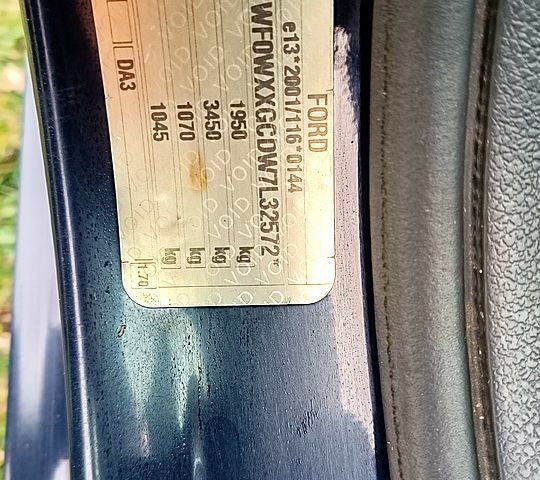 FORD
e13*2001/116*0144
WF0WXXGCDW7L32572*
1950 kg
3450 kg
1070 kg
1045 kg
DA3
1-70